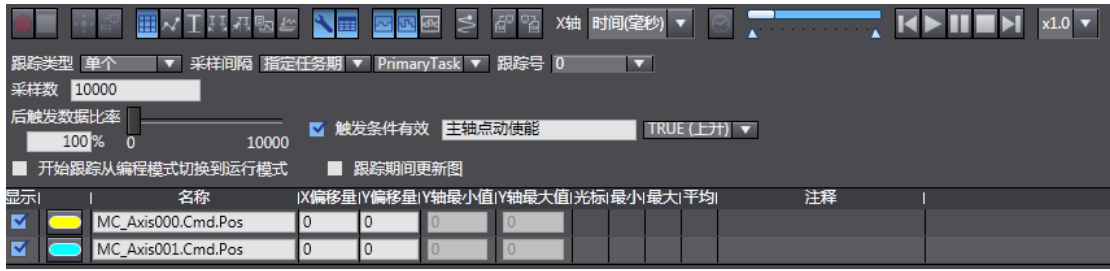 X轴 时间(毫秒) x1.0
跟踪类型 单个 采样间隔 指定任务期 PrimaryTask 跟踪号 0
采样数 10000
后触发数据比率
100 % 0 10000 触发条件有效 主轴点动使能 TRUE (上升)
开始跟踪从编程模式切换到运行模式 跟踪期间更新图
显示 名称 X偏移量 Y偏移量 Y轴最小值 Y轴最大值 光标 最小 最大 平均 注释
MC_Axis000.Cmd.Pos 0 0 0 0
MC_Axis001.Cmd.Pos 0 0 0 0